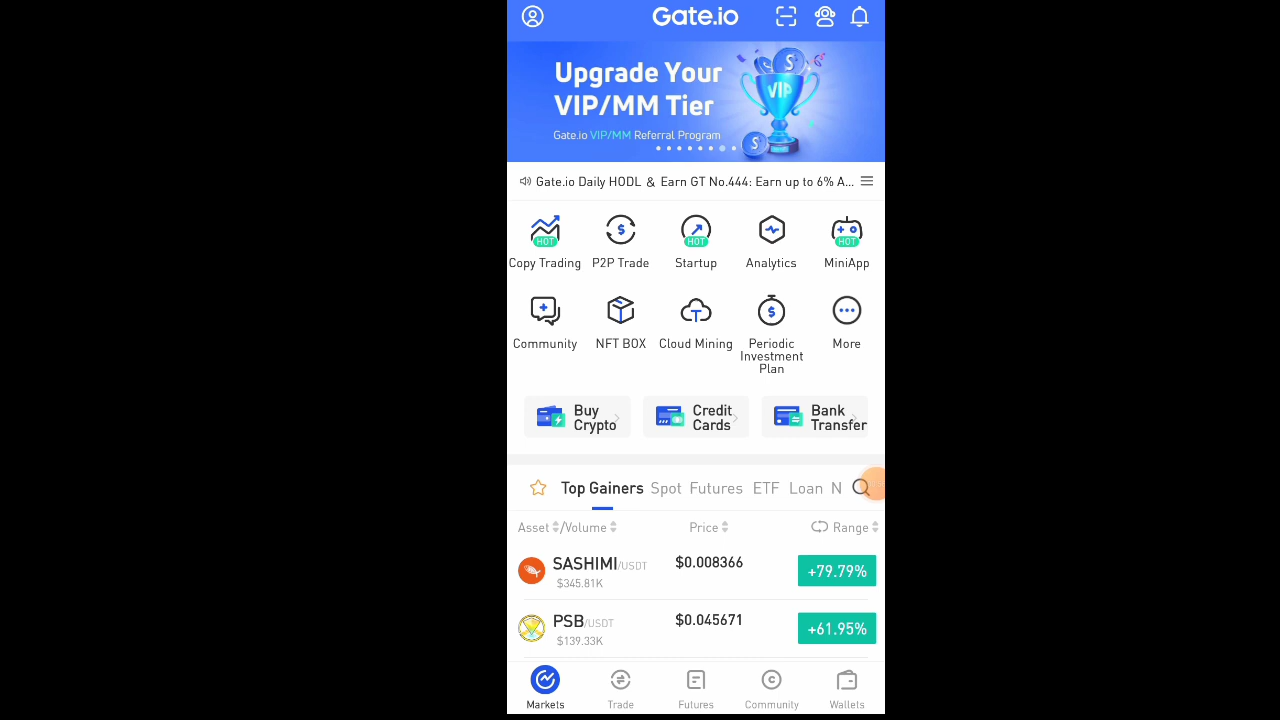 Gate.io
Upgrade Your
VIP/MM Tier
VIP
Gate.io VIP/MM Referral Program
Gate.io Daily HODL & Earn GT No.444: Earn up to 6% A...
HOT
HOT
HOT
Copy Trading P2P Trade Startup Analytics MiniApp
Community NFT BOX Cloud Mining Periodic Investment Plan More
Buy Crypto
Credit Cards
Bank Transfer
Top Gainers Spot Futures ETF Loan N
Asset /Volume Price Range
SASHIMI/USDT $0.008366 +79.79%
$345.81K
PSB/USDT $0.045671 +61.95%
$139.33K
Markets Trade Futures Community Wallets